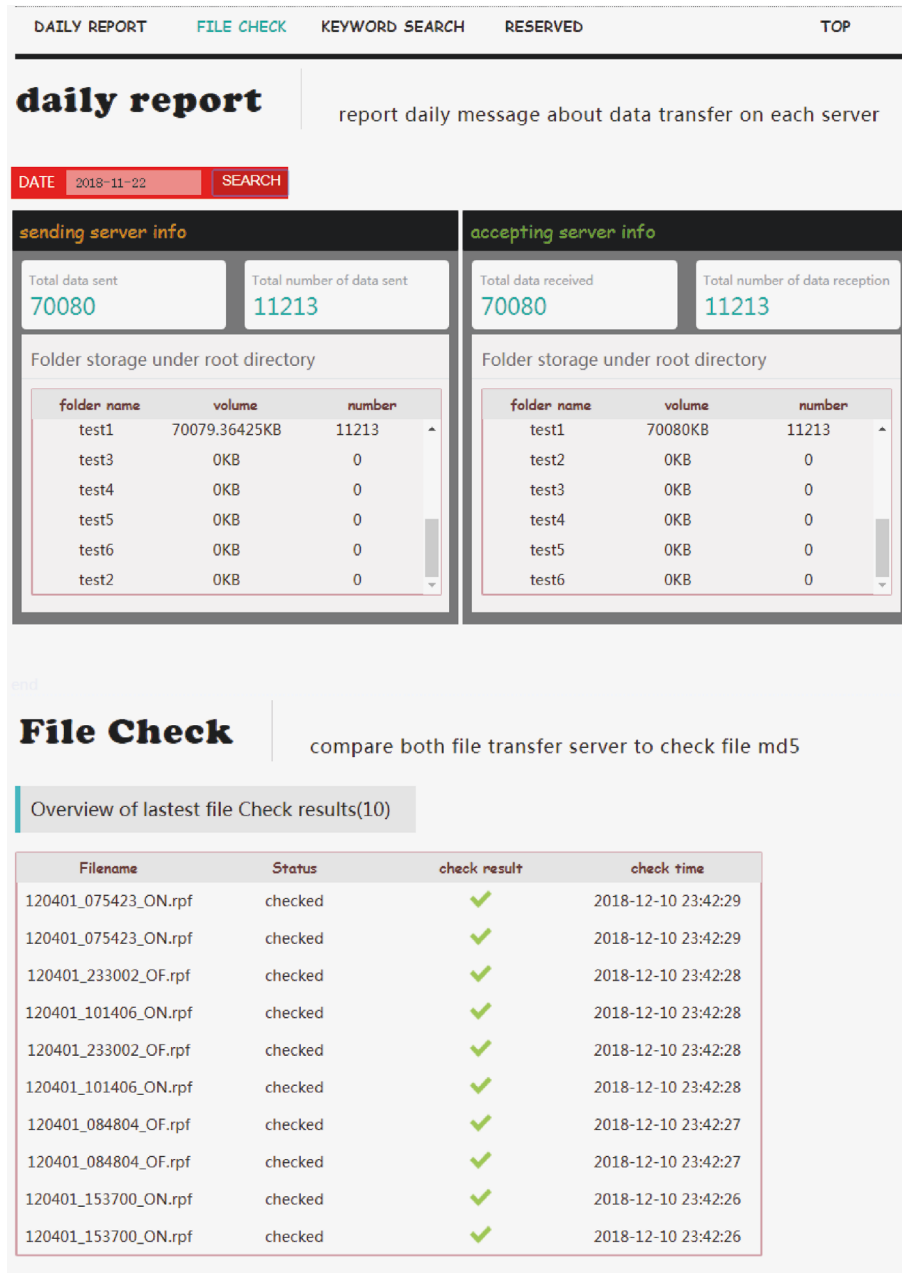 DAILY REPORT FILE CHECK KEYWORD SEARCH RESERVED TOP
daily report
report daily message about data transfer on each server
DATE 2018-11-22 SEARCH
sending server info
Total data sent
70080
Total number of data sent
11213
Folder storage under root directory
folder name volume number
test1 70079.36425KB 11213
test3 0KB 0
test4 0KB 0
test5 0KB 0
test6 0KB 0
test2 0KB 0
accepting server info
Total data received
70080
Total number of data reception
11213
Folder storage under root directory
folder name volume number
test1 70080KB 11213
test2 0KB 0
test3 0KB 0
test4 0KB 0
test5 0KB 0
test6 0KB 0
end
File Check
compare both file transfer server to check file md5
Overview of lastest file Check results(10)
Filename Status check result check time
120401_075423_ON.rpf checked ✔ 2018-12-10 23:42:29
120401_075423_ON.rpf checked ✔ 2018-12-10 23:42:29
120401_233002_OF.rpf checked ✔ 2018-12-10 23:42:28
120401_101406_ON.rpf checked ✔ 2018-12-10 23:42:28
120401_233002_OF.rpf checked ✔ 2018-12-10 23:42:28
120401_101406_ON.rpf checked ✔ 2018-12-10 23:42:28
120401_084804_OF.rpf checked ✔ 2018-12-10 23:42:27
120401_084804_OF.rpf checked ✔ 2018-12-10 23:42:27
120401_153700_ON.rpf checked ✔ 2018-12-10 23:42:26
120401_153700_ON.rpf checked ✔ 2018-12-10 23:42:26